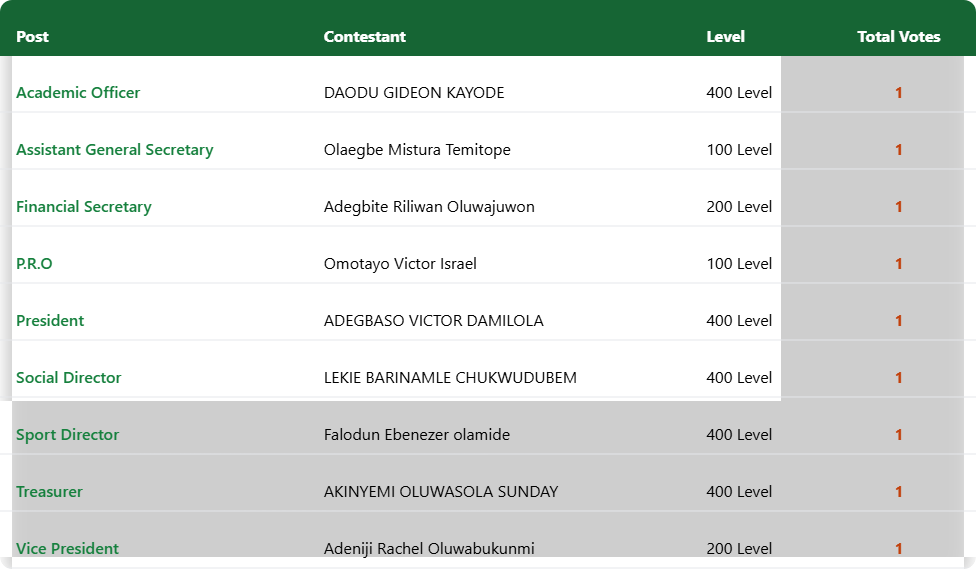 Post Contestant Level Total Votes
Academic Officer DAODU GIDEON KAYODE 400 Level 1
Assistant General Secretary Olaegbe Mistura Temitope 100 Level 1
Financial Secretary Adegbite Riliwan Oluwajuwon 200 Level 1
P.R.O Omotayo Victor Israel 100 Level 1
President ADEGBASO VICTOR DAMILOLA 400 Level 1
Social Director LEKIE BARINAMLE CHUKWUDUBEM 400 Level 1
Sport Director Falodun Ebenezer olamide 400 Level 1
Treasurer AKINYEMI OLUWASOLA SUNDAY 400 Level 1
Vice President Adeniji Rachel Oluwabukunmi 200 Level 1